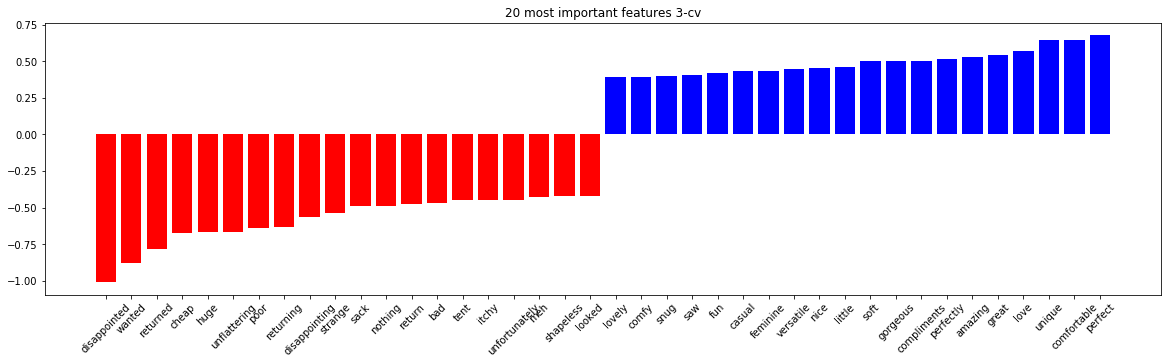 20 most important features 3-cv
0.75
0.50
0.25
0.00
−0.25
−0.50
−0.75
−1.00
disappointed
wanted
returned
cheap
huge
unflattering
poor
returning
disappointing
strange
sack
nothing
return
bad
tent
itchy
unfortunately
meh
shapeless
looked
lovely
comfy
snug
saw
fun
casual
feminine
versatile
nice
little
soft
gorgeous
compliments
perfectly
amazing
great
love
unique
comfortable
perfect